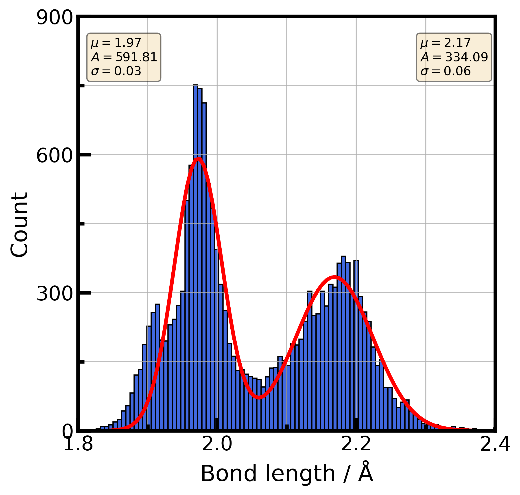 900
μ = 1.97
A = 591.81
σ = 0.03
μ = 2.17
A = 334.09
σ = 0.06
600
Count
300
0
1.8
2.0
2.2
2.4
Bond length / Å